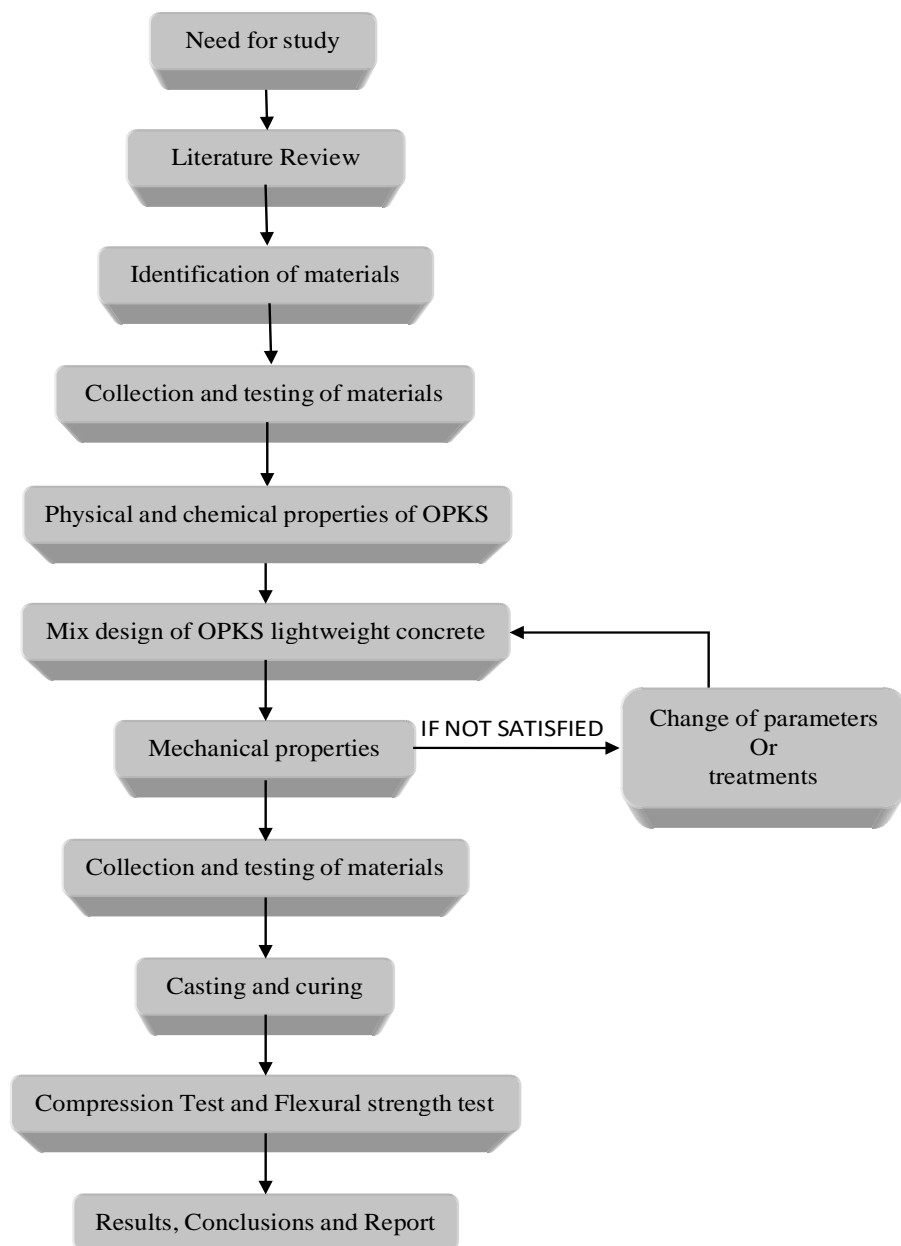 Need for study
Literature Review
Identification of materials
Collection and testing of materials
Physical and chemical properties of OPKS
Mix design of OPKS lightweight concrete
Mechanical properties
IF NOT SATISFIED
Change of parameters
Or
treatments
Collection and testing of materials
Casting and curing
Compression Test and Flexural strength test
Results, Conclusions and Report